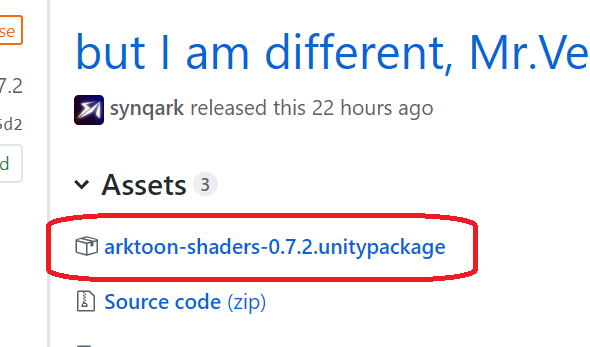 se
but I am different, Mr.Ve
7.2
synqark released this 22 hours ago
5d2
d
Assets 3
arktoon-shaders-0.7.2.unitypackage
Source code (zip)